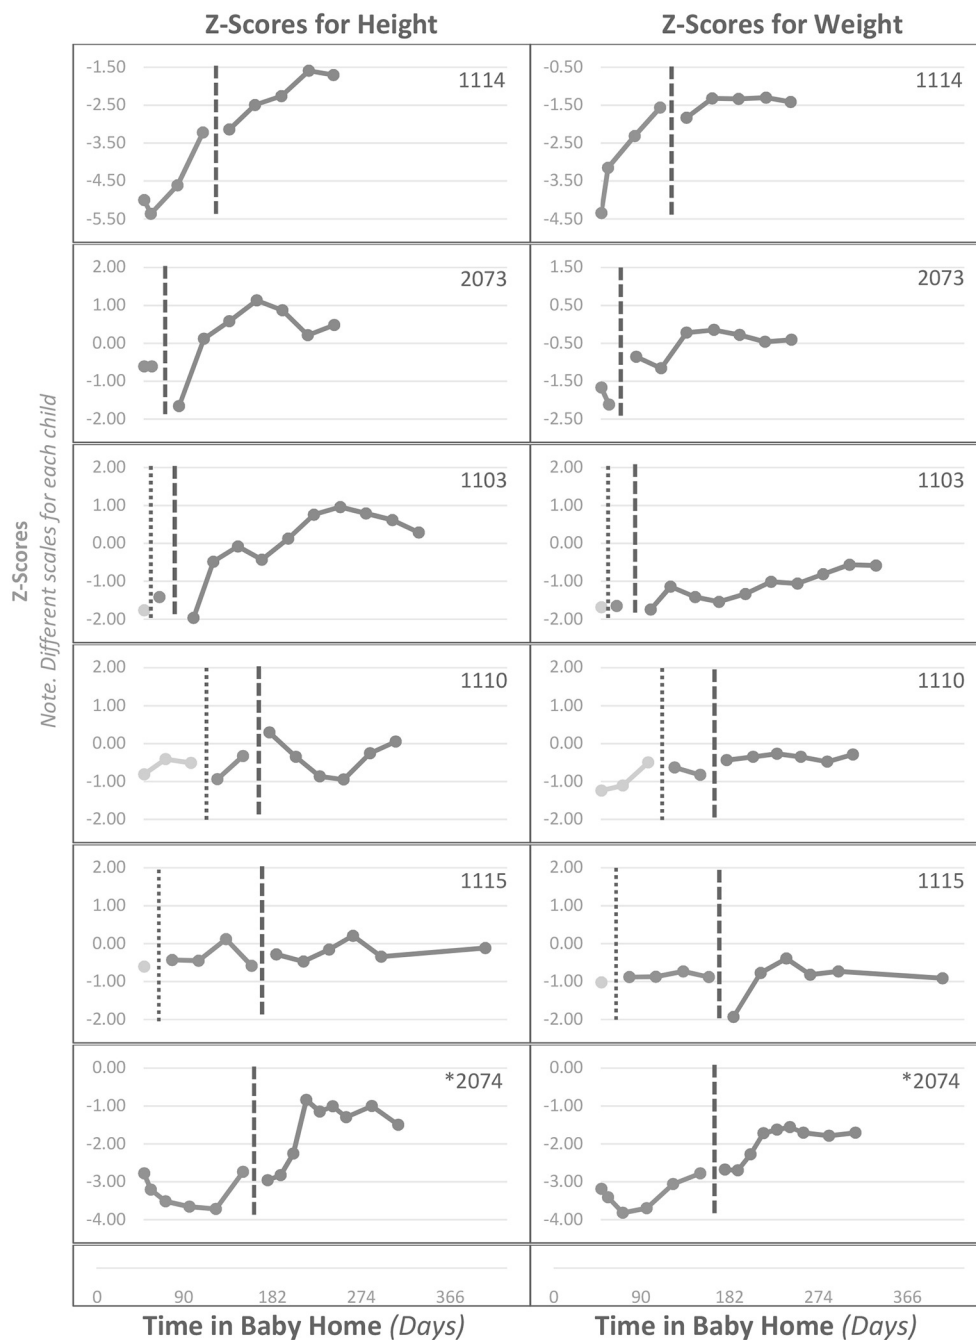 Z-Scores for Height Z-Scores for Weight
-1.50 1114 -0.50 1114
-2.50 -1.50
-3.50 -2.50
-4.50 -3.50
-5.50 -4.50
2.00 2073 1.50 2073
1.00 0.50
0.00 -0.50
-1.00 -1.50
-2.00 -2.50
Z-Scores
Note. Different scales for each child
2.00 1103 2.00 1103
1.00 1.00
0.00 0.00
-1.00 -1.00
-2.00 -2.00
2.00 1110 2.00 1110
1.00 1.00
0.00 0.00
-1.00 -1.00
-2.00 -2.00
2.00 1115 2.00 1115
1.00 1.00
0.00 0.00
-1.00 -1.00
-2.00 -2.00
0.00 *2074 0.00 *2074
-1.00 -1.00
-2.00 -2.00
-3.00 -3.00
-4.00 -4.00
0 90 182 274 366 0 90 182 274 366
Time in Baby Home (Days) Time in Baby Home (Days)